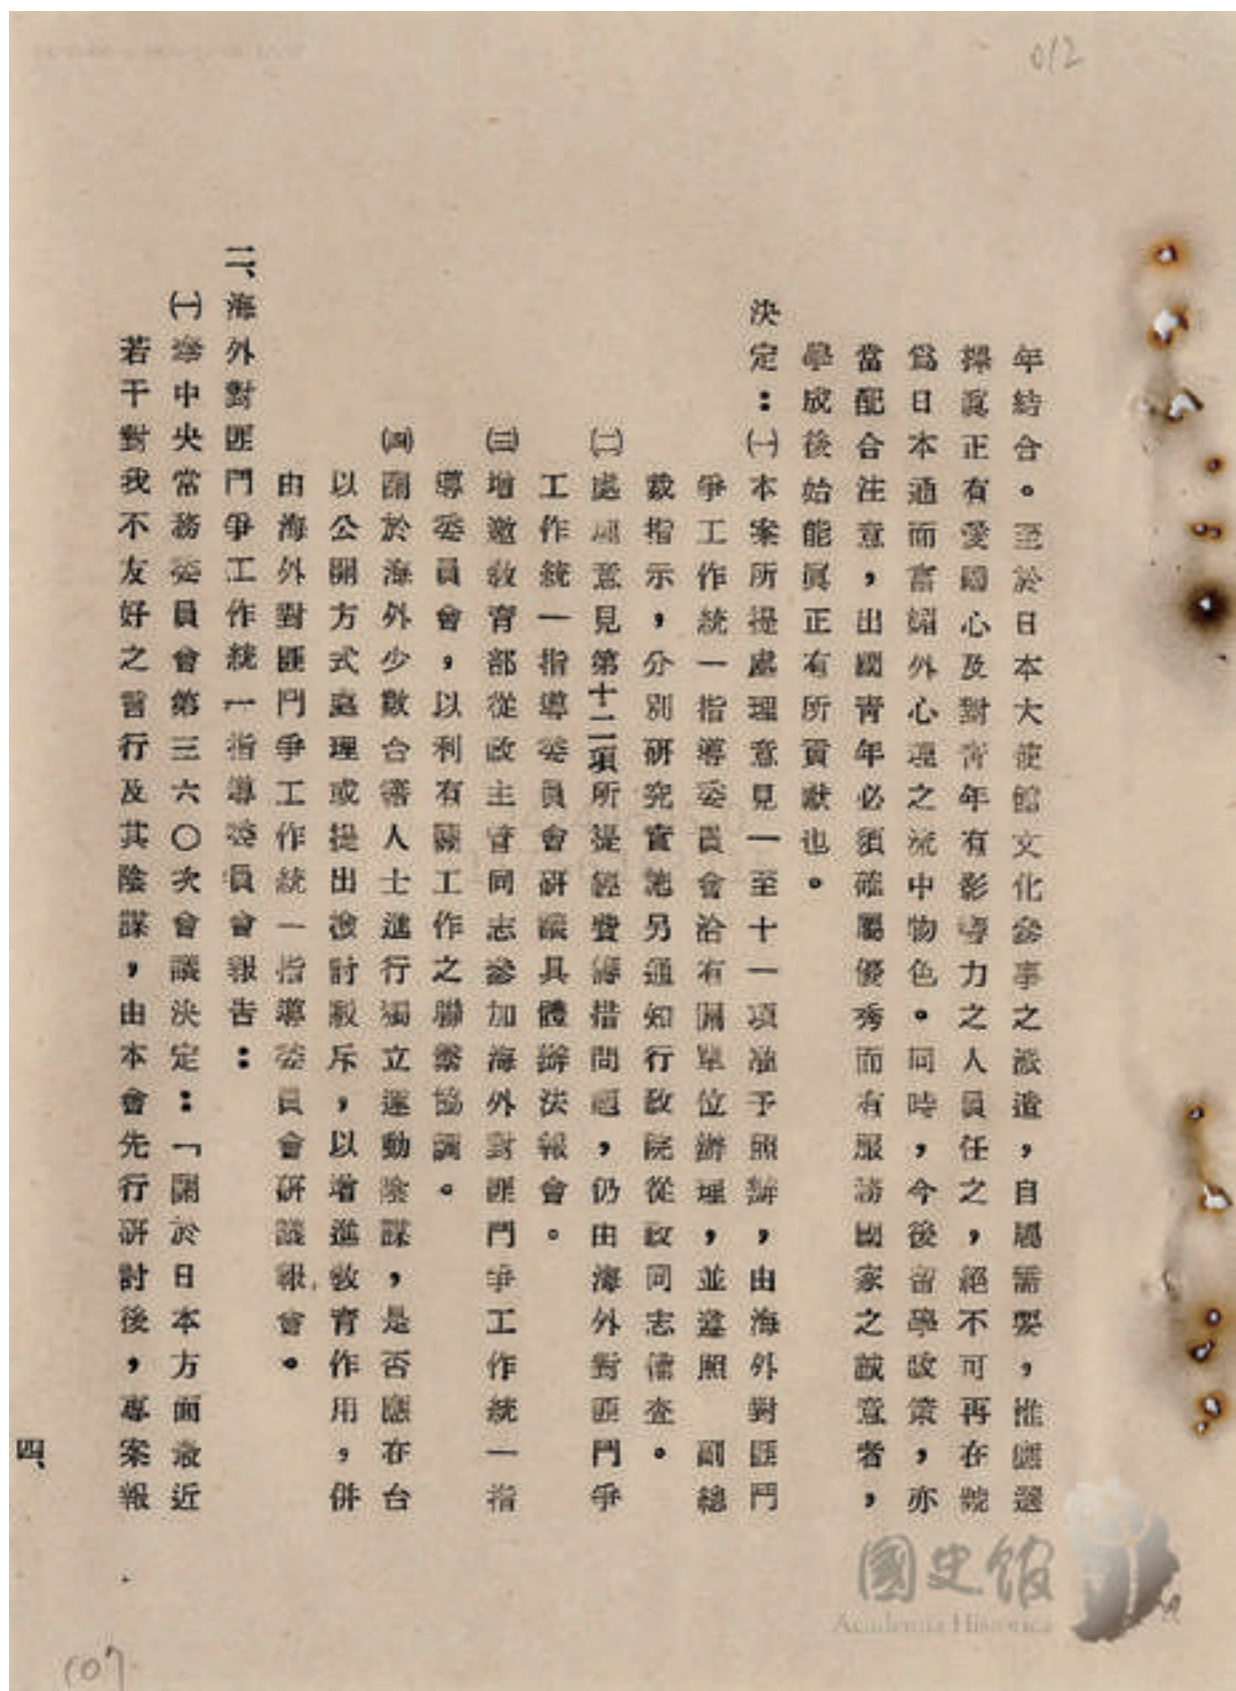 012
年結合。至於日本大使館文化參事之派遣，自屬需要，推應選
擇眞正有愛國心及對青年有影響力之人員任之，絕不可再在號
爲日本通而富媚外心理之流中物色。同時，今後留學政策，亦
當配合注意，出國青年必須確屬優秀而有服務國家之誠意者，
學成後始能眞正有所貢獻也。
決定：㈠本案所提處理意見一至十一項准予照辦，由海外對匪鬥
爭工作統一指導委員會洽有關單位辦理，並遵照　副總
裁指示，分別研究實施另通知行政院從政同志備查。
㈡處理意見第十二項所提經費籌措問題，仍由海外對匪鬥爭
工作統一指導委員會研議具體辦法報會。
㈢增邀敎育部從政主管同志參加海外對匪鬥爭工作統一指
導委員會，以利有關工作之聯繫協調。
㈣關於海外少數台籍人士進行獨立運動陰謀，是否應在台
以公開方式處理或提出檢討駁斥，以增進敎育作用，併
由海外對匪鬥爭工作統一指導委員會研議報會。
二、海外對匪鬥爭工作統一指導委員會報告：
㈠奉中央常務委員會第三六〇次會議決定：「關於日本方面最近
若干對我不友好之言行及其陰謀，由本會先行研討後，專案報
四、
107
國史館
Academia Historica